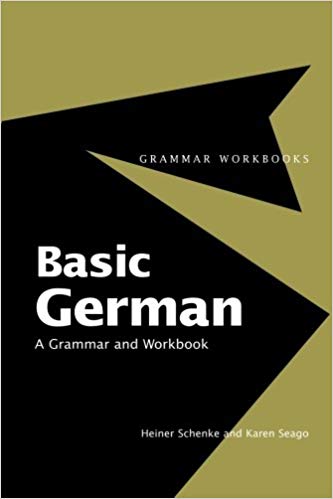 GRAMMAR WORKBOOKS
Basic
German
A Grammar and Workbook
Heiner Schenke and Karen Seago